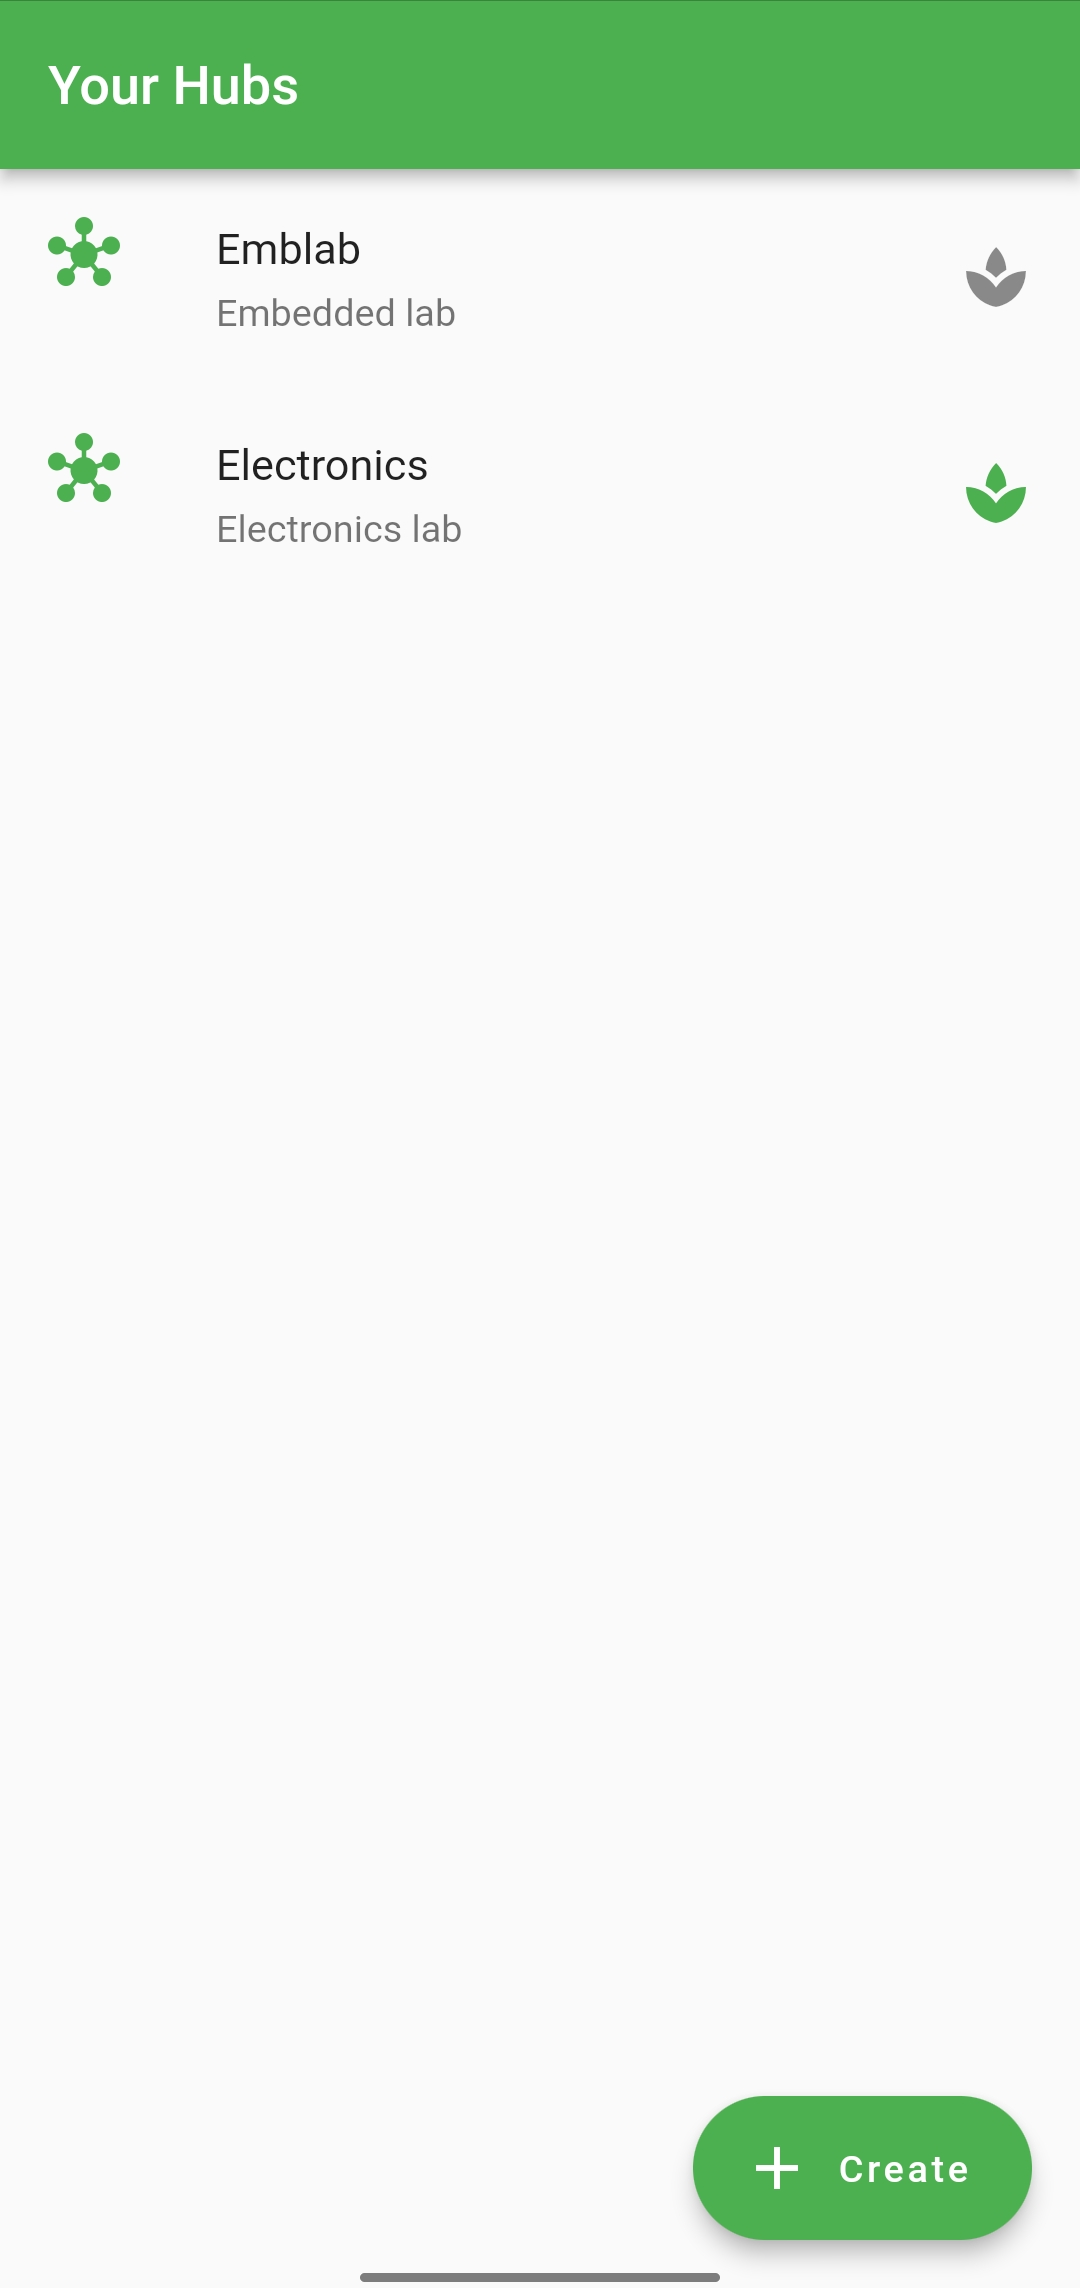 Your Hubs
Emblab
Embedded lab
Electronics
Electronics lab
Create